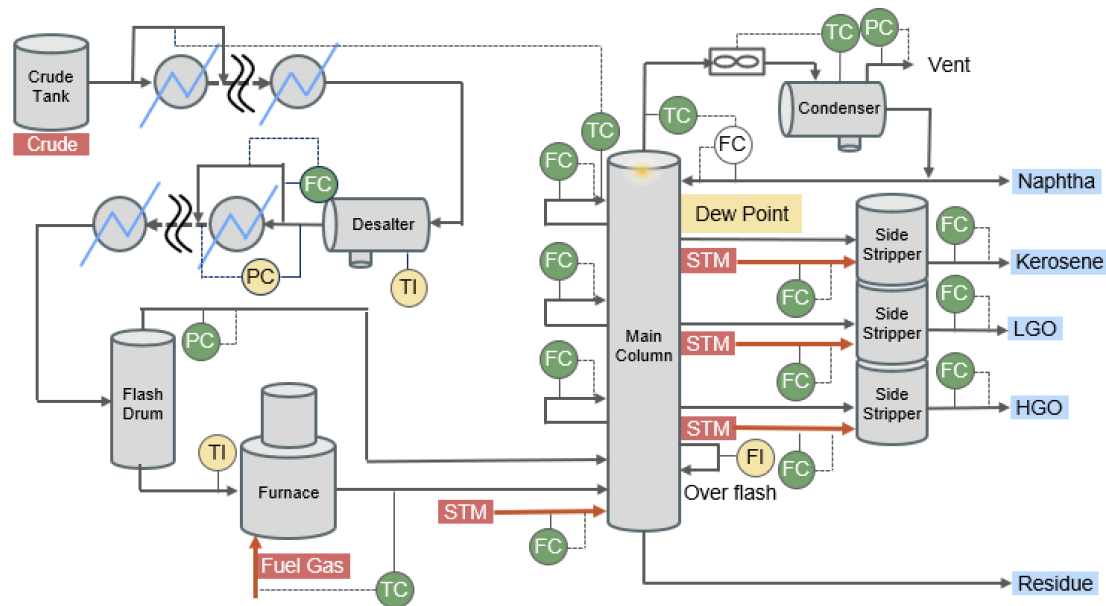 Crude
Tank
Crude
TC
PC
Vent
Condenser
TC
TC
FC
FC
Naphtha
Dew Point
FC
Desalter
PC
TI
Side
Stripper
FC
Kerosene
STM
FC
FC
Main
Column
Side
Stripper
FC
LGO
STM
FC
PC
Flash
Drum
FC
Side
Stripper
FC
HGO
STM
FC
FI
Over flash
TI
Furnace
STM
FC
Fuel Gas
TC
Residue